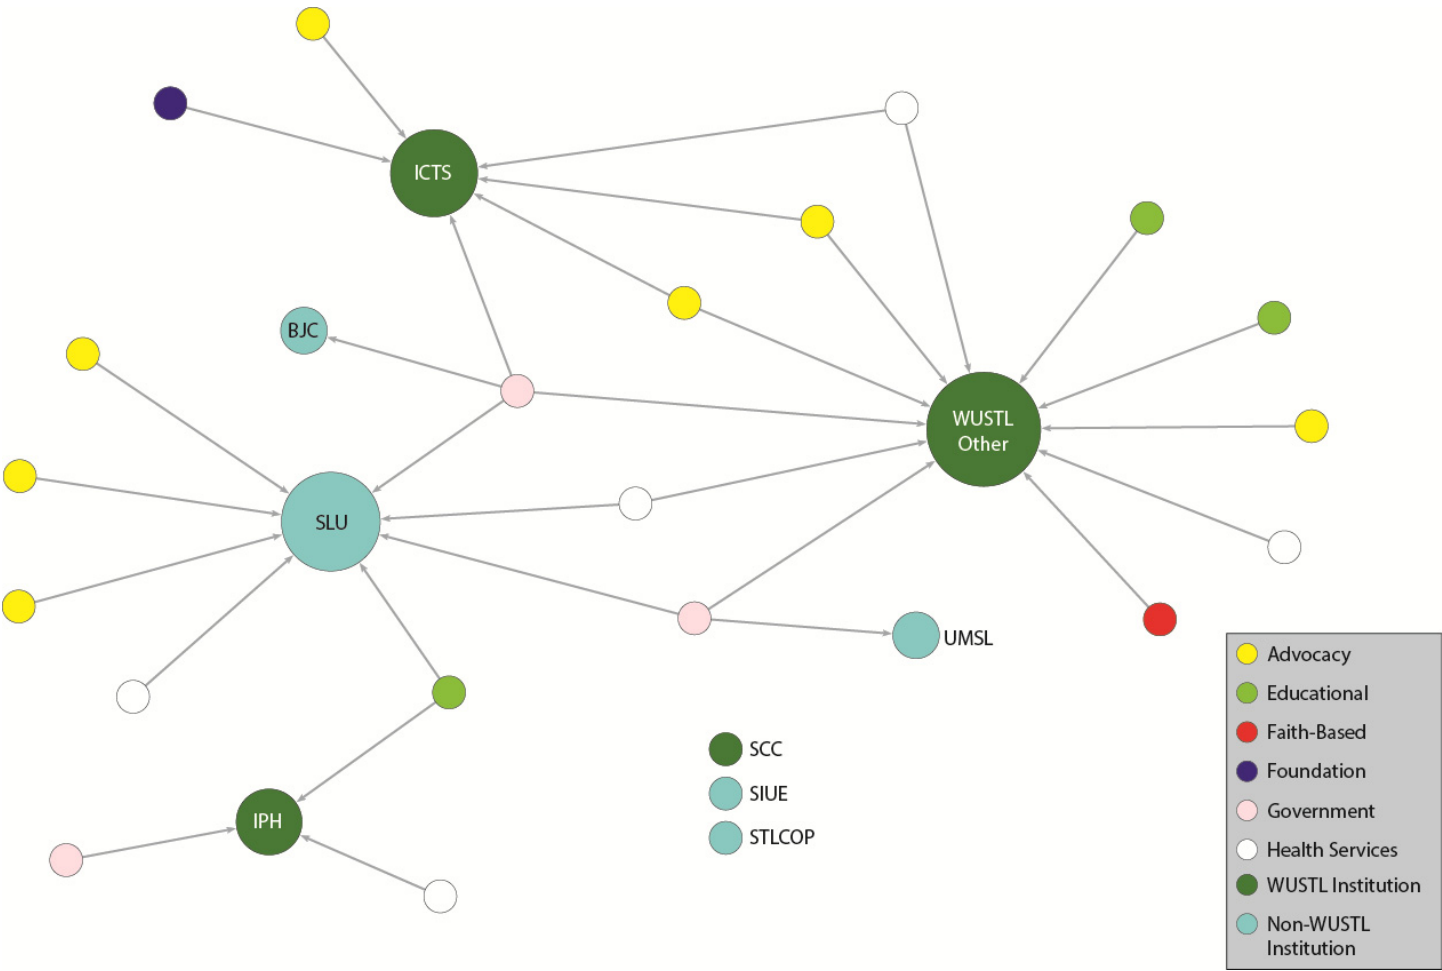 ICTS
BJC
WUSTL
Other
SLU
UMSL
IPH
SCC
SIUE
STLCOP
Advocacy
Educational
Faith-Based
Foundation
Government
Health Services
WUSTL Institution
Non-WUSTL
Institution